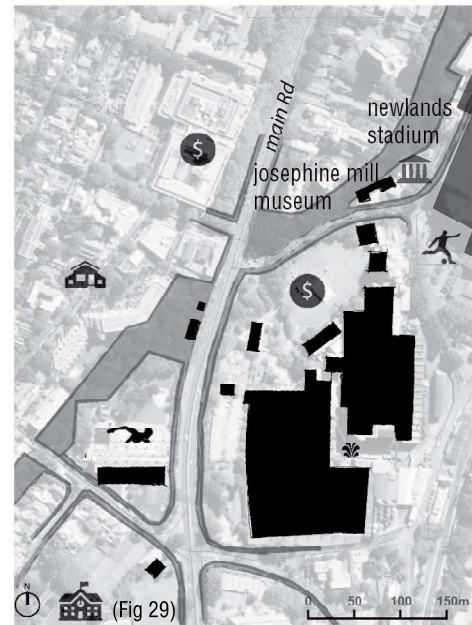 main Rd
newlands
stadium
$
josephine mill
museum
$
N
(Fig 29)
0 50 100 150m